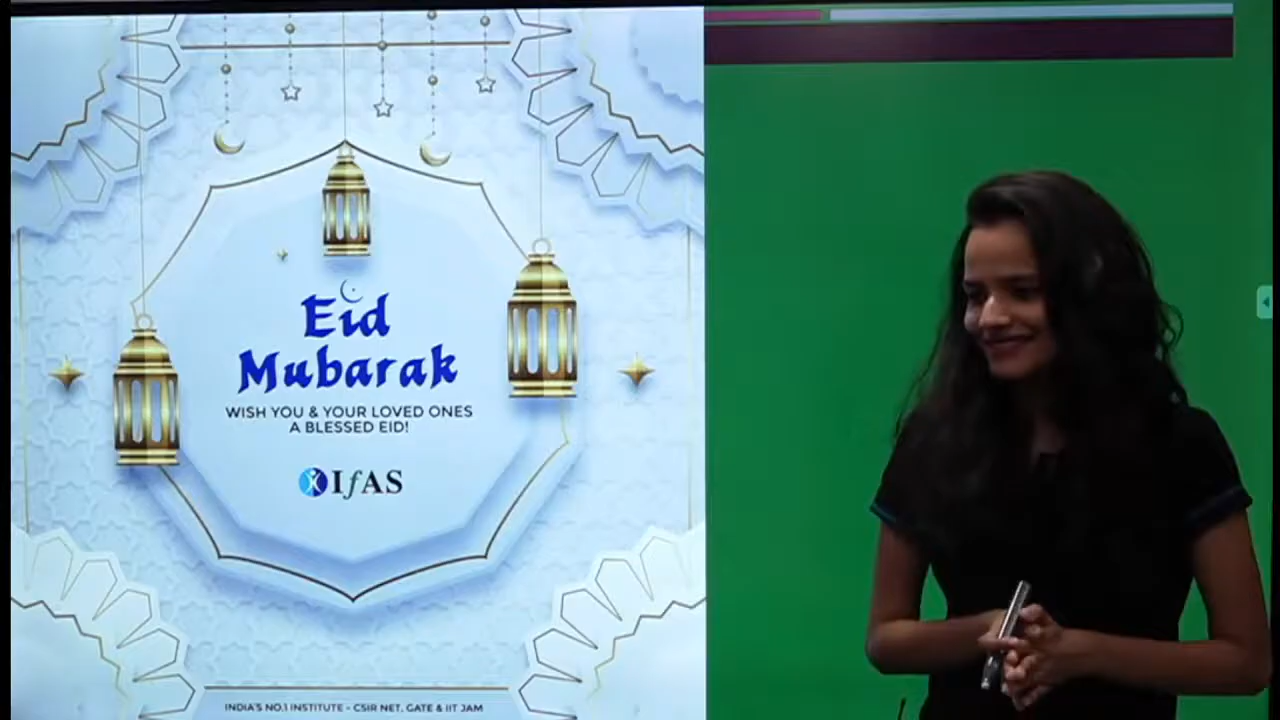 Eid
Mubarak
WISH YOU & YOUR LOVED ONES
A BLESSED EID!
IfAS
INDIA'S NO.1 INSTITUTE - CSIR NET, GATE & IIT JAM